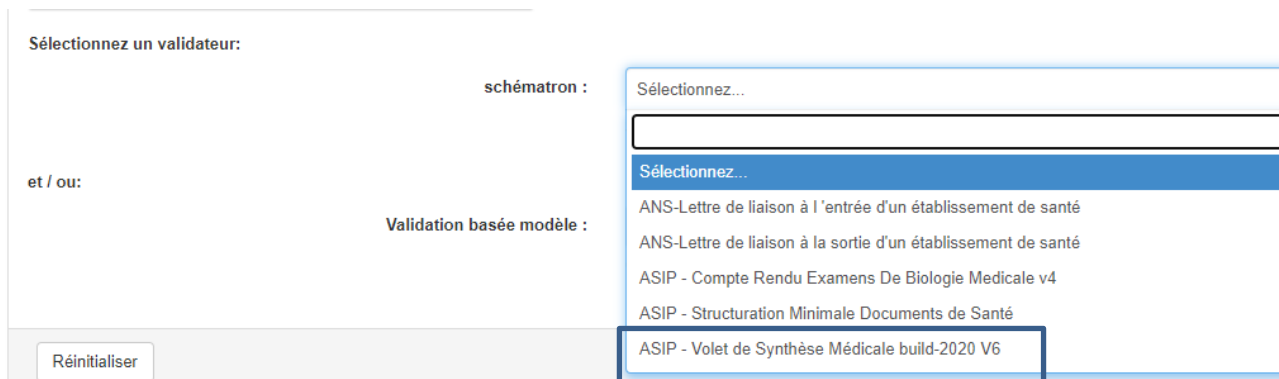 Sélectionnez un validateur:
schématron :
Sélectionnez...
Sélectionnez...
et / ou:
ANS-Lettre de liaison à l 'entrée d'un établissement de santé
Validation basée modèle :
ANS-Lettre de liaison à la sortie d'un établissement de santé
ASIP - Compte Rendu Examens De Biologie Medicale v4
ASIP - Structuration Minimale Documents de Santé
ASIP - Volet de Synthèse Médicale build-2020 V6
Réinitialiser